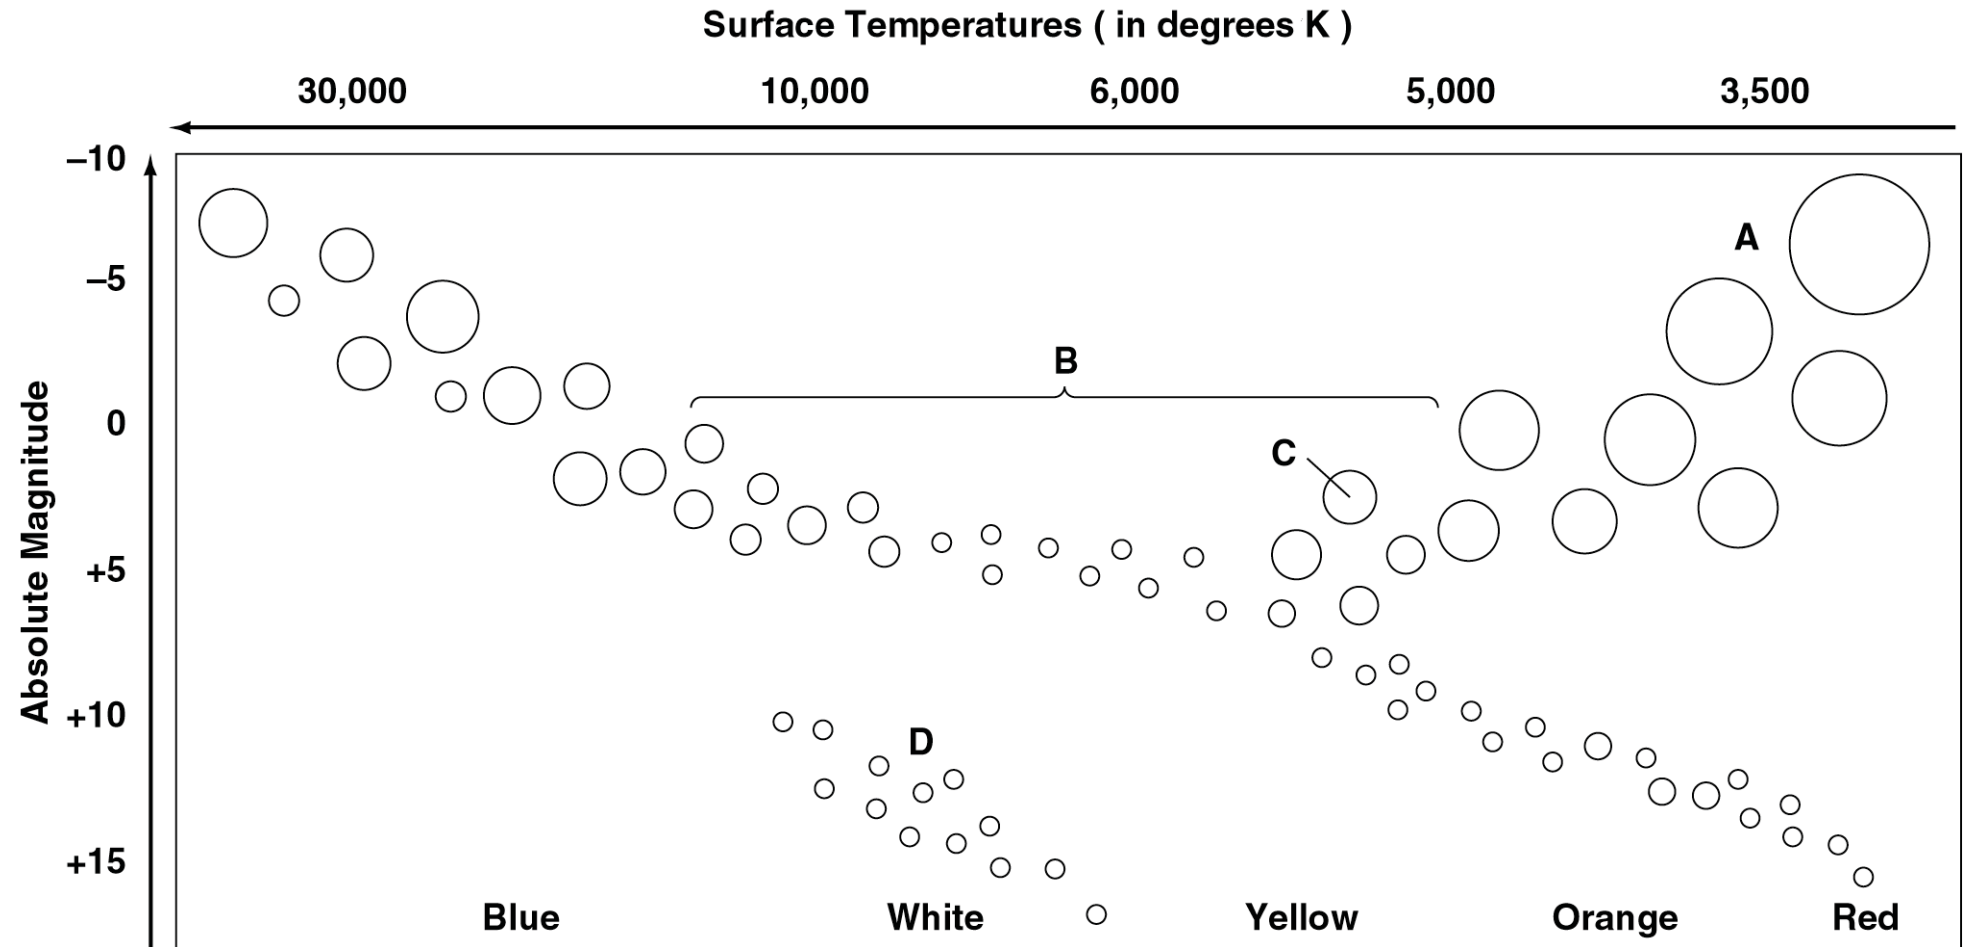 Surface Temperatures ( in degrees K )
30,000 10,000 6,000 5,000 3,500
–10
–5
0
+5
+10
+15
Absolute Magnitude
A
B
C
D
Blue White Yellow Orange Red